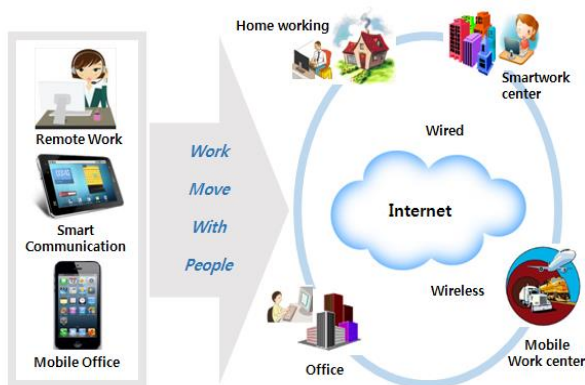 Remote Work
Smart
Communication
Mobile Office
Work
Move
With
People
Home working
Smartwork
center
Wired
Internet
Wireless
Office
Mobile
Work center